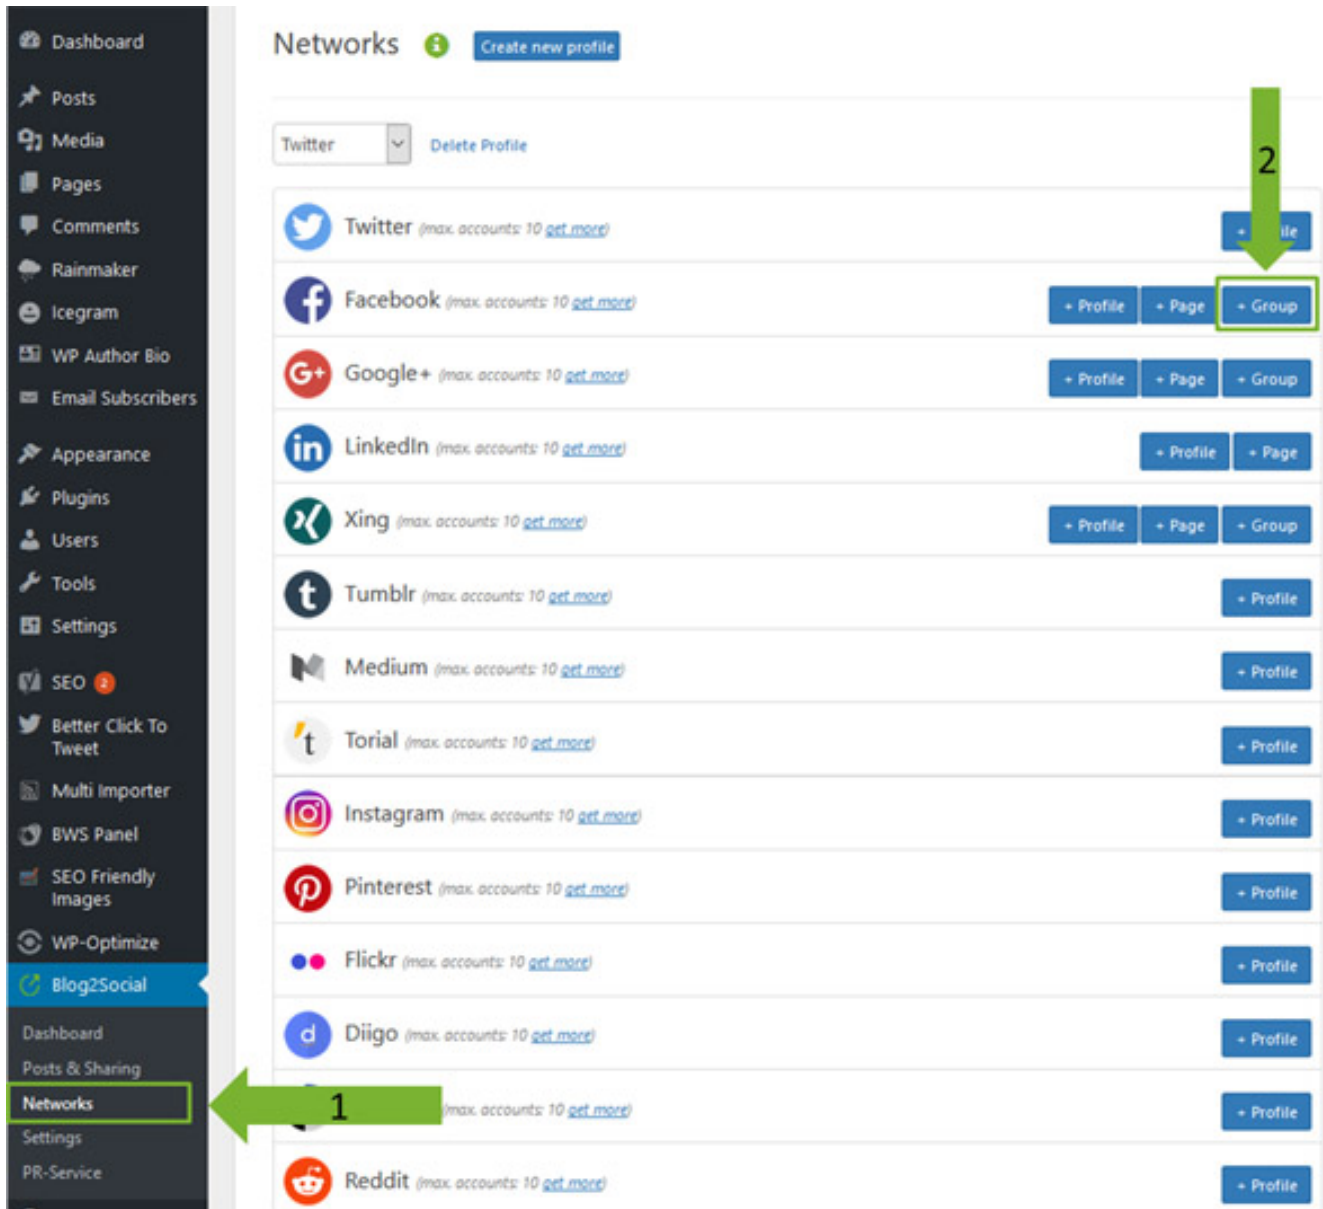 Dashboard
Posts
Media
Pages
Comments
Rainmaker
Icegram
WP Author Bio
Email Subscribers
Appearance
Plugins
Users
Tools
Settings
SEO 2
Better Click To
Tweet
Multi Importer
BWS Panel
SEO Friendly
Images
WP-Optimize
Blog2Social
Dashboard
Posts & Sharing
Networks
Settings
PR-Service
1
Networks Create new profile
Twitter Delete Profile
2
Twitter (max. accounts: 10 get more)
Facebook (max. accounts: 10 get more) + Profile + Page + Group
Google+ (max. accounts: 10 get more) + Profile + Page + Group
LinkedIn (max. accounts: 10 get more) + Profile + Page
Xing (max. accounts: 10 get more) + Profile + Page + Group
Tumblr (max. accounts: 10 get more) + Profile
Medium (max. accounts: 10 get more) + Profile
Torial (max. accounts: 10 get more) + Profile
Instagram (max. accounts: 10 get more) + Profile
Pinterest (max. accounts: 10 get more) + Profile
Flickr (max. accounts: 10 get more) + Profile
Diigo (max. accounts: 10 get more) + Profile
(max. accounts: 10 get more) + Profile
Reddit (max. accounts: 10 get more) + Profile